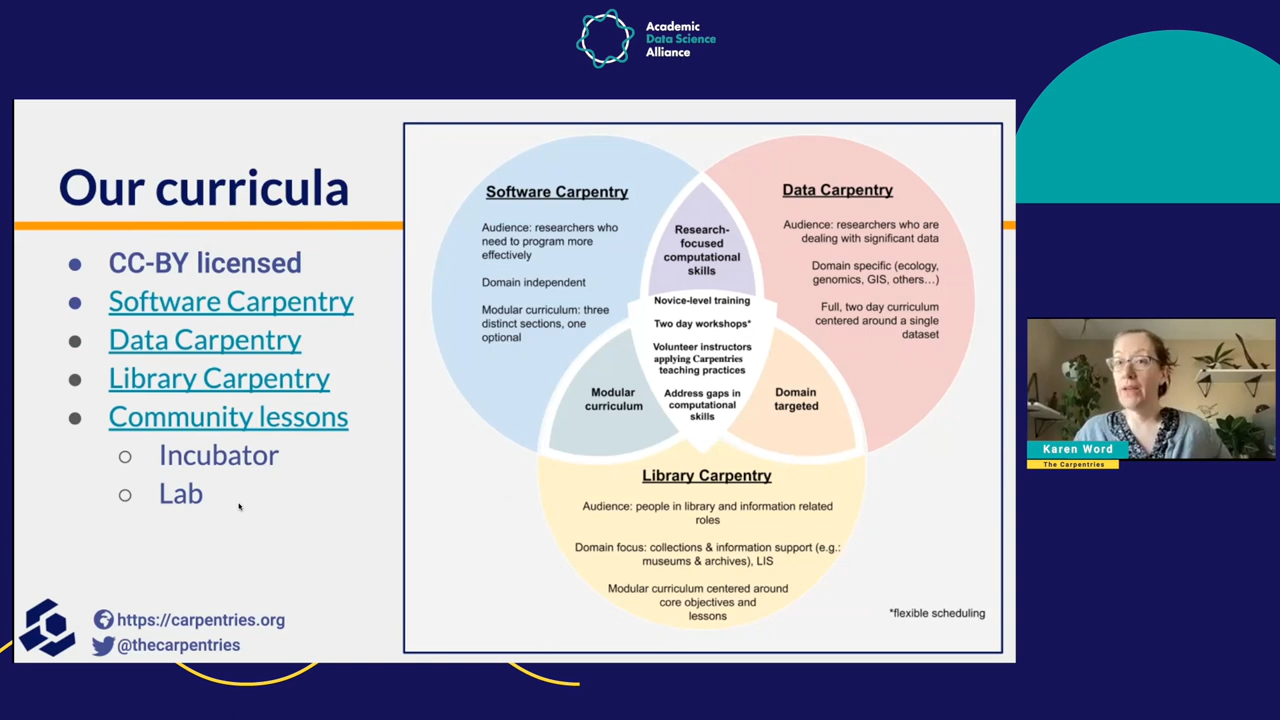 Academic
Data Science
Alliance
Our curricula
CC-BY licensed
Software Carpentry
Data Carpentry
Library Carpentry
Community lessons
Incubator
Lab
https://carpentries.org
@thecarpentries
Software Carpentry
Audience: researchers who
need to program more
effectively
Domain independent
Modular curriculum: three
distinct sections, one
optional
Research-
focused
computational
skills
Data Carpentry
Audience: researchers who are
dealing with significant data
Domain specific (ecology,
genomics, GIS, others…)
Full, two day curriculum
centered around a single
dataset
Novice-level training
Two day workshops*
Volunteer instructors
applying Carpentries
teaching practices
Address gaps in
computational
skills
Modular
curriculum
Domain
targeted
Library Carpentry
Audience: people in library and information related
roles
Domain focus: collections & information support (e.g.:
museums & archives), LIS
Modular curriculum centered around
core objectives and
lessons
*flexible scheduling
Karen Word
The Carpentries